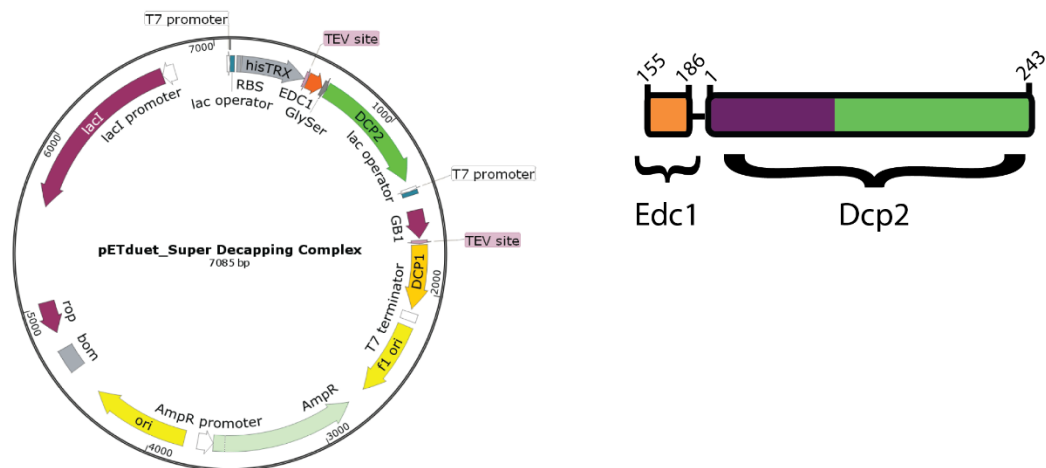 T7 promoter
7000
TEV site
hisTRX
RBS
lac operator
EDC1
GlySer
1000
DCP2
lac operator
T7 promoter
GB1
TEV site
DCP1
2000
T7 terminator
f1 ori
AmpR
3000
AmpR promoter
4000
ori
bom
5000
rop
lacI
6000
lacI promoter
pETduet_Super Decapping Complex
7085 bp
155
186
1
243
Edc1
Dcp2